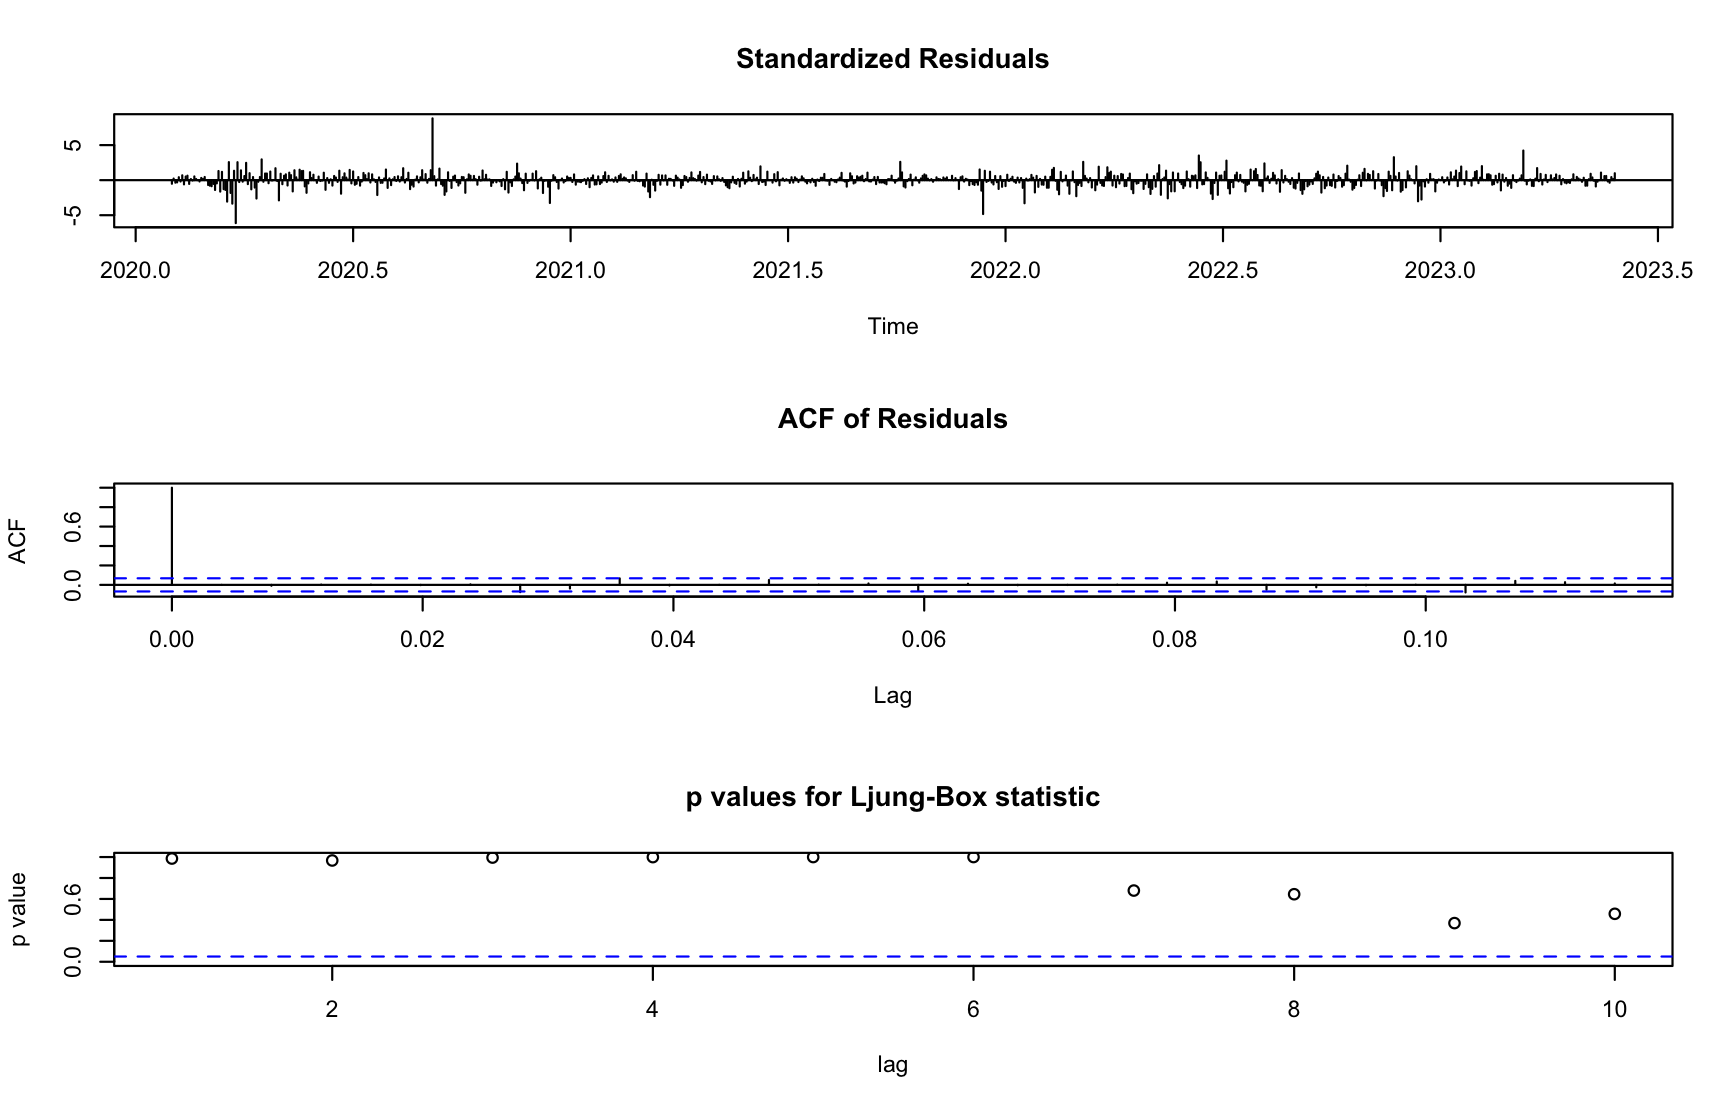 Standardized Residuals
5
-5
2020.0 2020.5 2021.0 2021.5 2022.0 2022.5 2023.0 2023.5
Time
ACF of Residuals
ACF
0.6
0.0
0.00 0.02 0.04 0.06 0.08 0.10
Lag
p values for Ljung-Box statistic
p value
0.6
0.0
2 4 6 8 10
lag